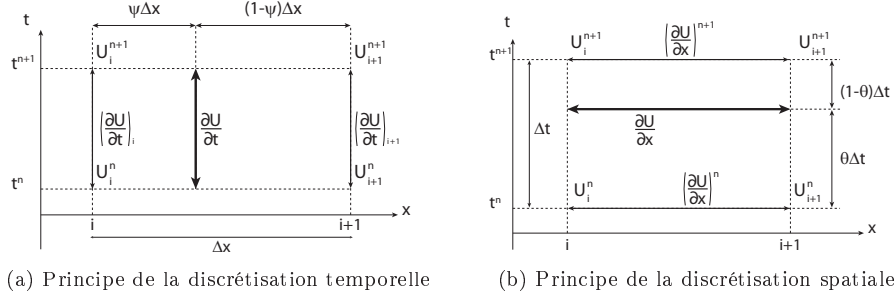 t
ψΔx
(1-ψ)Δx
t^{n+1}
U_i^{n+1}
U_{i+1}^{n+1}
(∂U/∂t)_i
∂U/∂t
(∂U/∂t)_{i+1}
U_i^n
U_{i+1}^n
t^n
x
i
i+1
Δx
(a) Principe de la discrétisation temporelle
t
t^{n+1}
U_i^{n+1}
(∂U/∂x)^{n+1}
U_{i+1}^{n+1}
(1-θ)Δt
Δt
∂U/∂x
θΔt
U_i^n
(∂U/∂x)^n
U_{i+1}^n
t^n
x
i
i+1
(b) Principe de la discrétisation spatiale